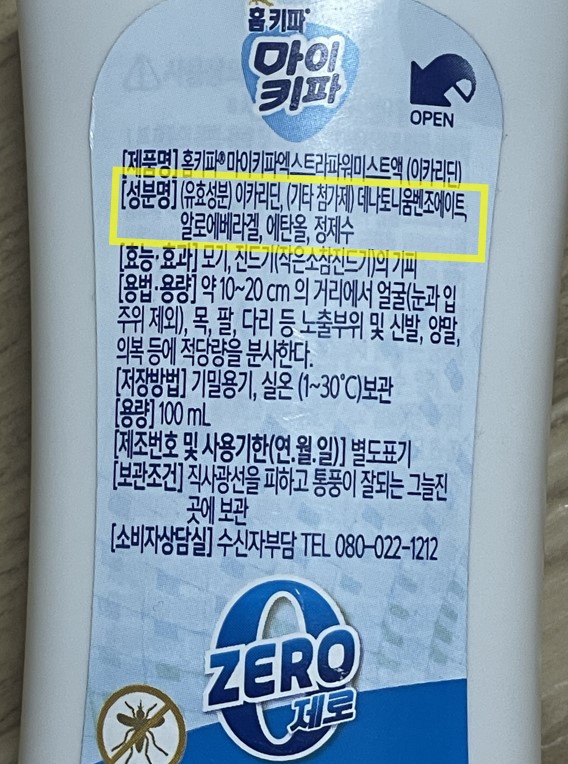 홈키파®
마이
키파
OPEN
[제품명] 홈키파® 마이키파엑스트라파워미스트액 (이카리딘)
[성분명] (유효성분) 이카리딘, (기타 첨가제) 데나토니움벤조에이트,
알로에베라겔, 에탄올, 정제수
[효능·효과] 모기, 진드기(작은소참진드기)의 기피
[용법·용량] 약 10~20 cm 의 거리에서 얼굴(눈과 입
주위 제외), 목, 팔, 다리 등 노출부위 및 신발, 양말,
의복 등에 적당량을 분사한다.
[저장방법] 기밀용기, 실온 (1~30℃)보관
[용량] 100 mL
[제조번호 및 사용기한(연.월.일)] 별도표기
[보관조건] 직사광선을 피하고 통풍이 잘되는 그늘진
곳에 보관
[소비자상담실] 수신자부담 TEL 080-022-1212
ZERO
제로